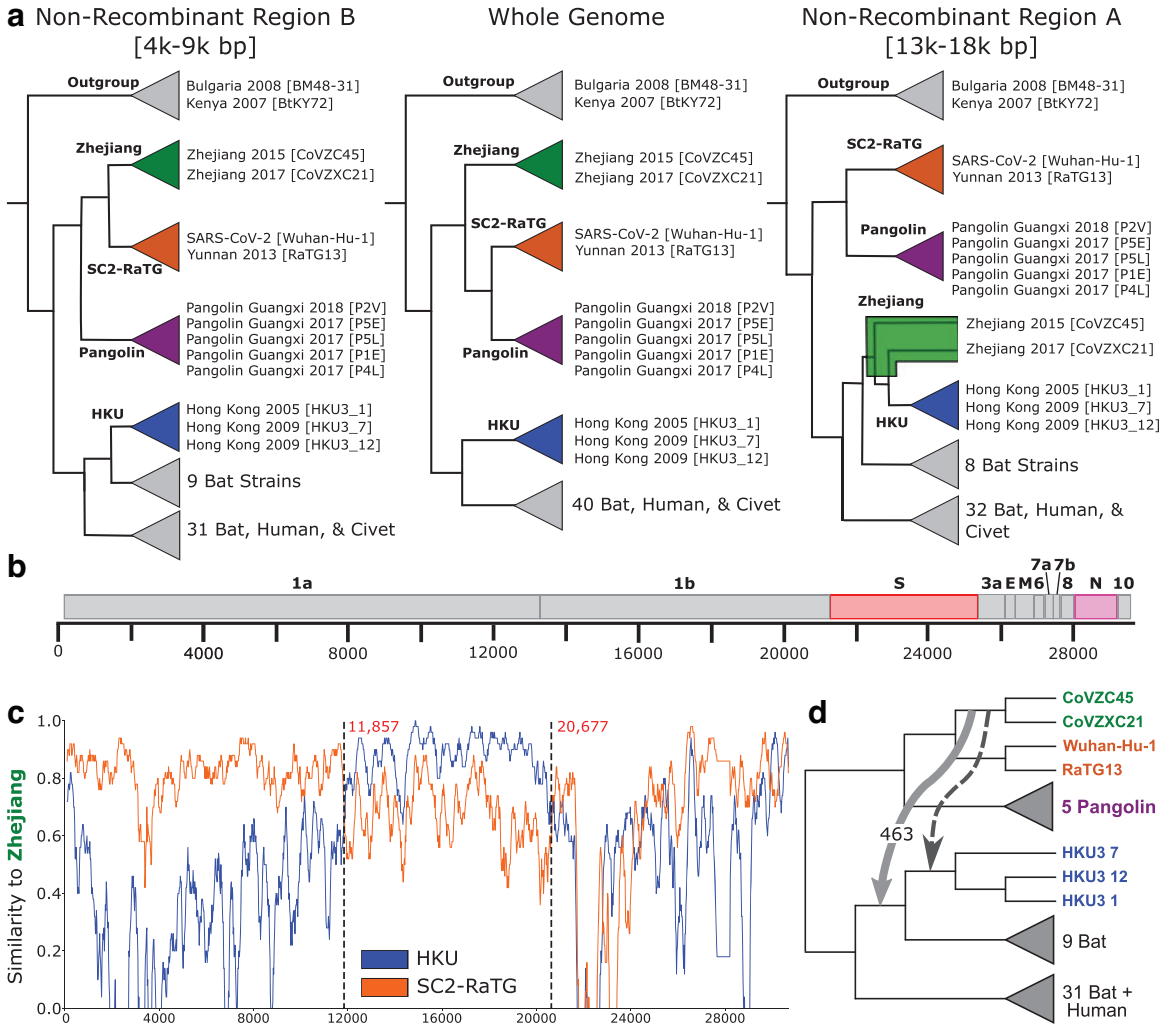 a
Non-Recombinant Region B
[4k-9k bp]
Outgroup
Bulgaria 2008 [BM48-31]
Kenya 2007 [BtKY72]
Zhejiang
Zhejiang 2015 [CoVZC45]
Zhejiang 2017 [CoVZXC21]
SARS-CoV-2 [Wuhan-Hu-1]
Yunnan 2013 [RaTG13]
SC2-RaTG
Pangolin Guangxi 2018 [P2V]
Pangolin Guangxi 2017 [P5E]
Pangolin Guangxi 2017 [P5L]
Pangolin Guangxi 2017 [P1E]
Pangolin Guangxi 2017 [P4L]
Pangolin
HKU
Hong Kong 2005 [HKU3_1]
Hong Kong 2009 [HKU3_7]
Hong Kong 2009 [HKU3_12]
9 Bat Strains
31 Bat, Human, & Civet
Whole Genome
Outgroup
Bulgaria 2008 [BM48-31]
Kenya 2007 [BtKY72]
Zhejiang
Zhejiang 2015 [CoVZC45]
Zhejiang 2017 [CoVZXC21]
SC2-RaTG
SARS-CoV-2 [Wuhan-Hu-1]
Yunnan 2013 [RaTG13]
Pangolin Guangxi 2018 [P2V]
Pangolin Guangxi 2017 [P5E]
Pangolin Guangxi 2017 [P5L]
Pangolin Guangxi 2017 [P1E]
Pangolin Guangxi 2017 [P4L]
Pangolin
HKU
Hong Kong 2005 [HKU3_1]
Hong Kong 2009 [HKU3_7]
Hong Kong 2009 [HKU3_12]
40 Bat, Human, & Civet
Non-Recombinant Region A
[13k-18k bp]
Outgroup
Bulgaria 2008 [BM48-31]
Kenya 2007 [BtKY72]
SC2-RaTG
SARS-CoV-2 [Wuhan-Hu-1]
Yunnan 2013 [RaTG13]
Pangolin
Pangolin Guangxi 2018 [P2V]
Pangolin Guangxi 2017 [P5E]
Pangolin Guangxi 2017 [P5L]
Pangolin Guangxi 2017 [P1E]
Pangolin Guangxi 2017 [P4L]
Zhejiang
Zhejiang 2015 [CoVZC45]
Zhejiang 2017 [CoVZXC21]
HKU
Hong Kong 2005 [HKU3_1]
Hong Kong 2009 [HKU3_7]
Hong Kong 2009 [HKU3_12]
8 Bat Strains
32 Bat, Human, &
Civet
b
7a 7b
1a 1b S 3a E M 6 8 N 10
0 4000 8000 12000 16000 20000 24000 28000
c
Similarity to Zhejiang
1.0
0.8
0.6
0.4
0.2
0.0
11,857
20,677
HKU
SC2-RaTG
0 4000 8000 12000 16000 20000 24000 28000
d
CoVZC45
CoVZXC21
Wuhan-Hu-1
RaTG13
5 Pangolin
463
HKU3 7
HKU3 12
HKU3 1
9 Bat
31 Bat +
Human